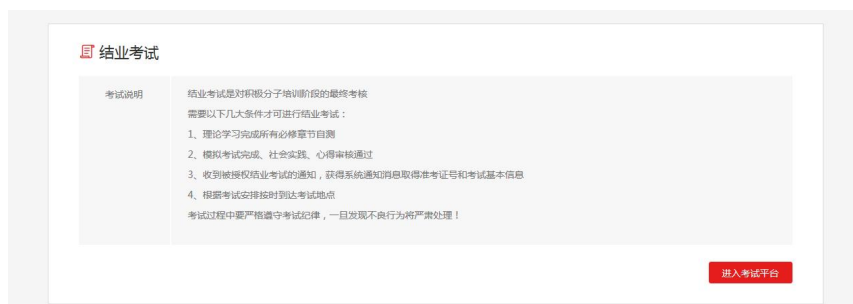 结业考试
考试说明
结业考试是对积极分子培训阶段的最终考核
需要以下几大条件才可进行结业考试：
1、理论学习完成所有必修章节自测
2、模拟考试完成、社会实践、心得审核通过
3、收到被授权结业考试的通知，获得系统通知消息取得准考证号和考试基本信息
4、根据考试安排按时到达考试地点
考试过程中要严格遵守考试纪律，一旦发现不良行为将严肃处理！
进入考试平台